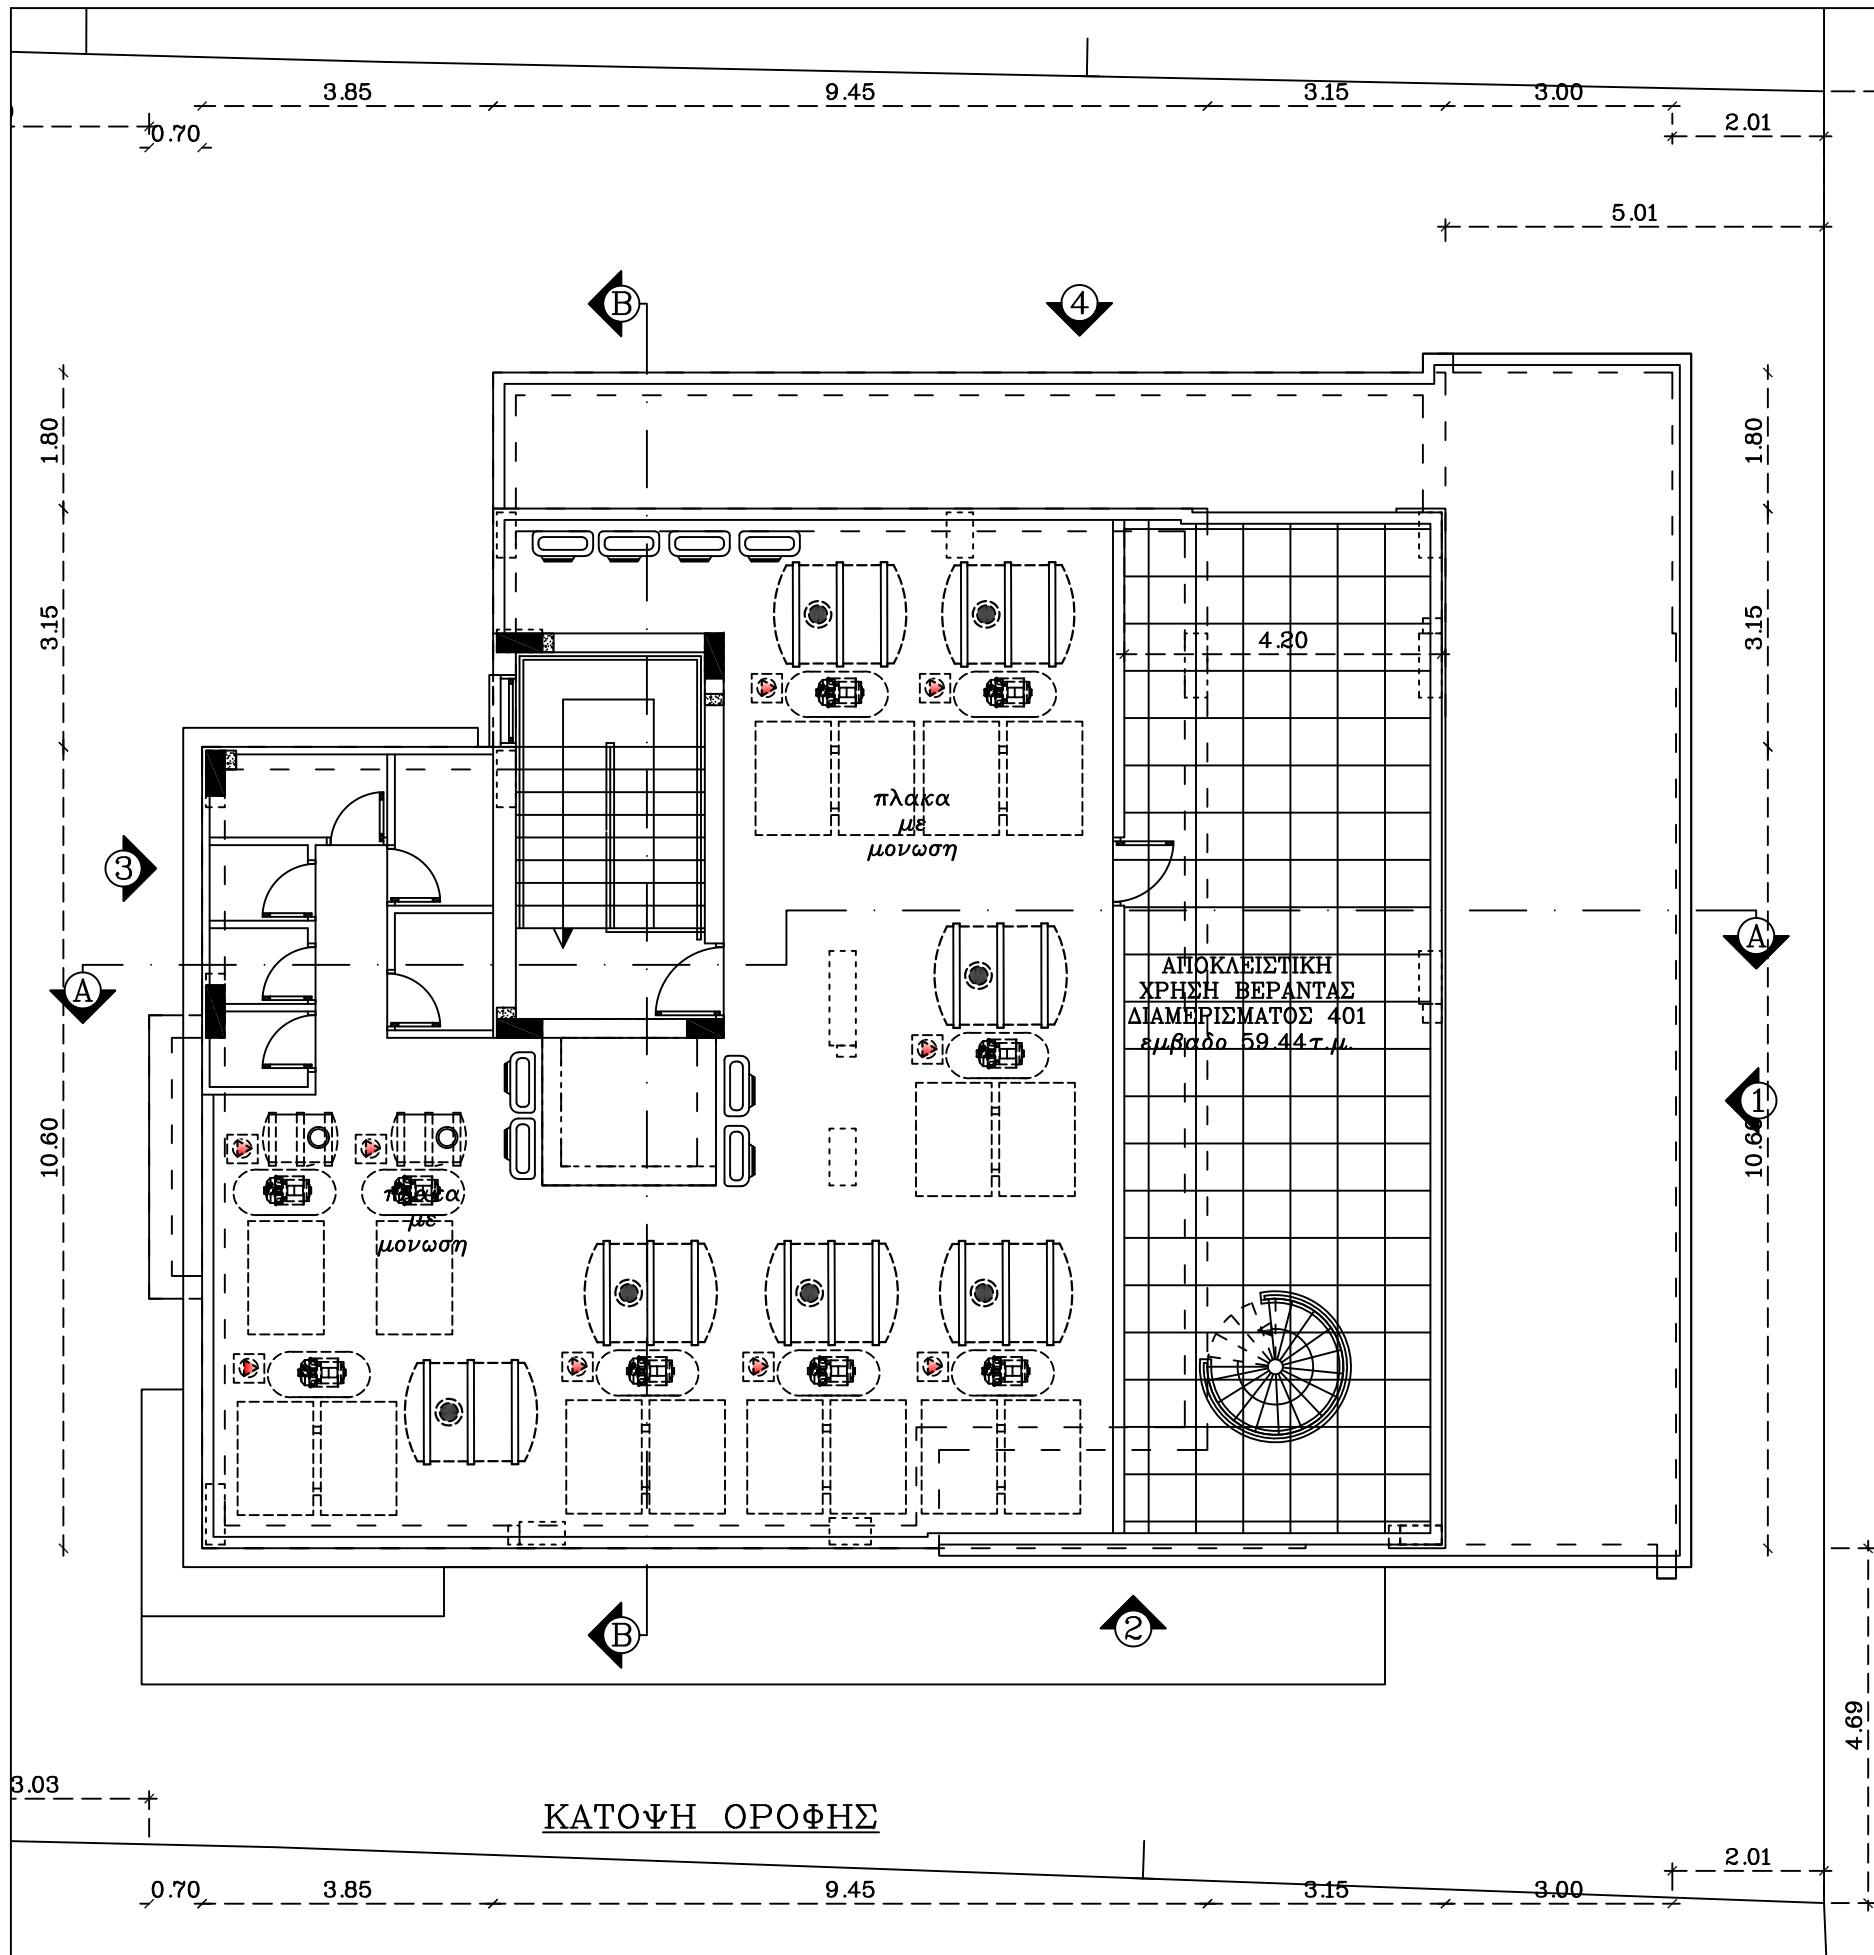 3.85 9.45 3.15 3.00
0.70 2.01
5.01
B 4
1.80 1.80
3.15 3.15
4.20
πλακα
με
μονωση
3
A A
ΑΠΟΚΛΕΙΣΤΙΚΗ
ΧΡΗΣΗ ΒΕΡΑΝΤΑΣ
ΔΙΑΜΕΡΙΣΜΑΤΟΣ 401
εμβαδο 59.44τ.μ.
1
10.60 10.60
πλακα
με
μονωση
B 2
4.69
3.03
ΚΑΤΟΨΗ ΟΡΟΦΗΣ
2.01
0.70 3.85 9.45 3.15 3.00